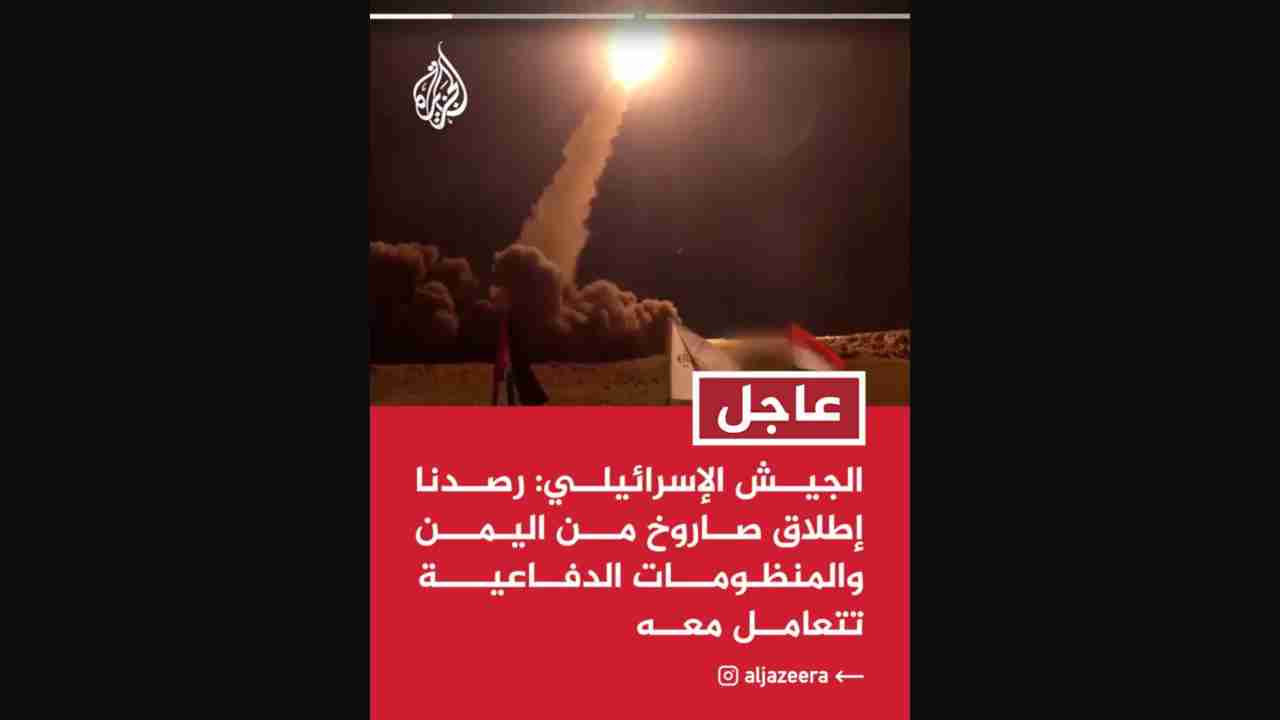 الجزيرة
عاجل
الجيش الإسرائيلي: رصدنا
إطلاق صاروخ من اليمن
والمنظومات الدفاعية
تتعامل معه
aljazeera